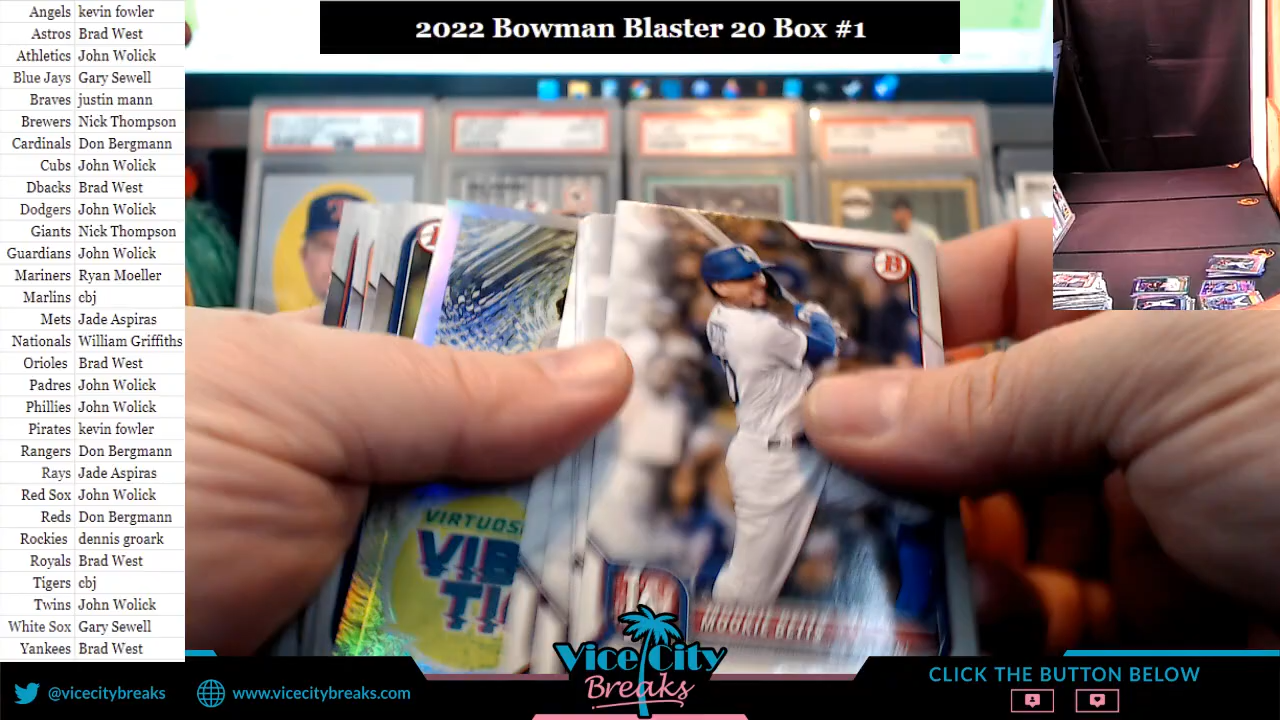 2022 Bowman Blaster 20 Box #1
Angels kevin fowler
Astros Brad West
Athletics John Wolick
Blue Jays Gary Sewell
Braves justin mann
Brewers Nick Thompson
Cardinals Don Bergmann
Cubs John Wolick
Dbacks Brad West
Dodgers John Wolick
Giants Nick Thompson
Guardians John Wolick
Mariners Ryan Moeller
Marlins cbj
Mets Jade Aspiras
Nationals William Griffiths
Orioles Brad West
Padres John Wolick
Phillies John Wolick
Pirates kevin fowler
Rangers Don Bergmann
Rays Jade Aspiras
Red Sox John Wolick
Reds Don Bergmann
Rockies dennis groark
Royals Brad West
Tigers cbj
Twins John Wolick
White Sox Gary Sewell
Yankees Brad West
B
VIRTUOS
VIB
MOOKIE BETTS
Vice City
Breaks
@vicecitybreaks
www.vicecitybreaks.com
CLICK THE BUTTON BELOW